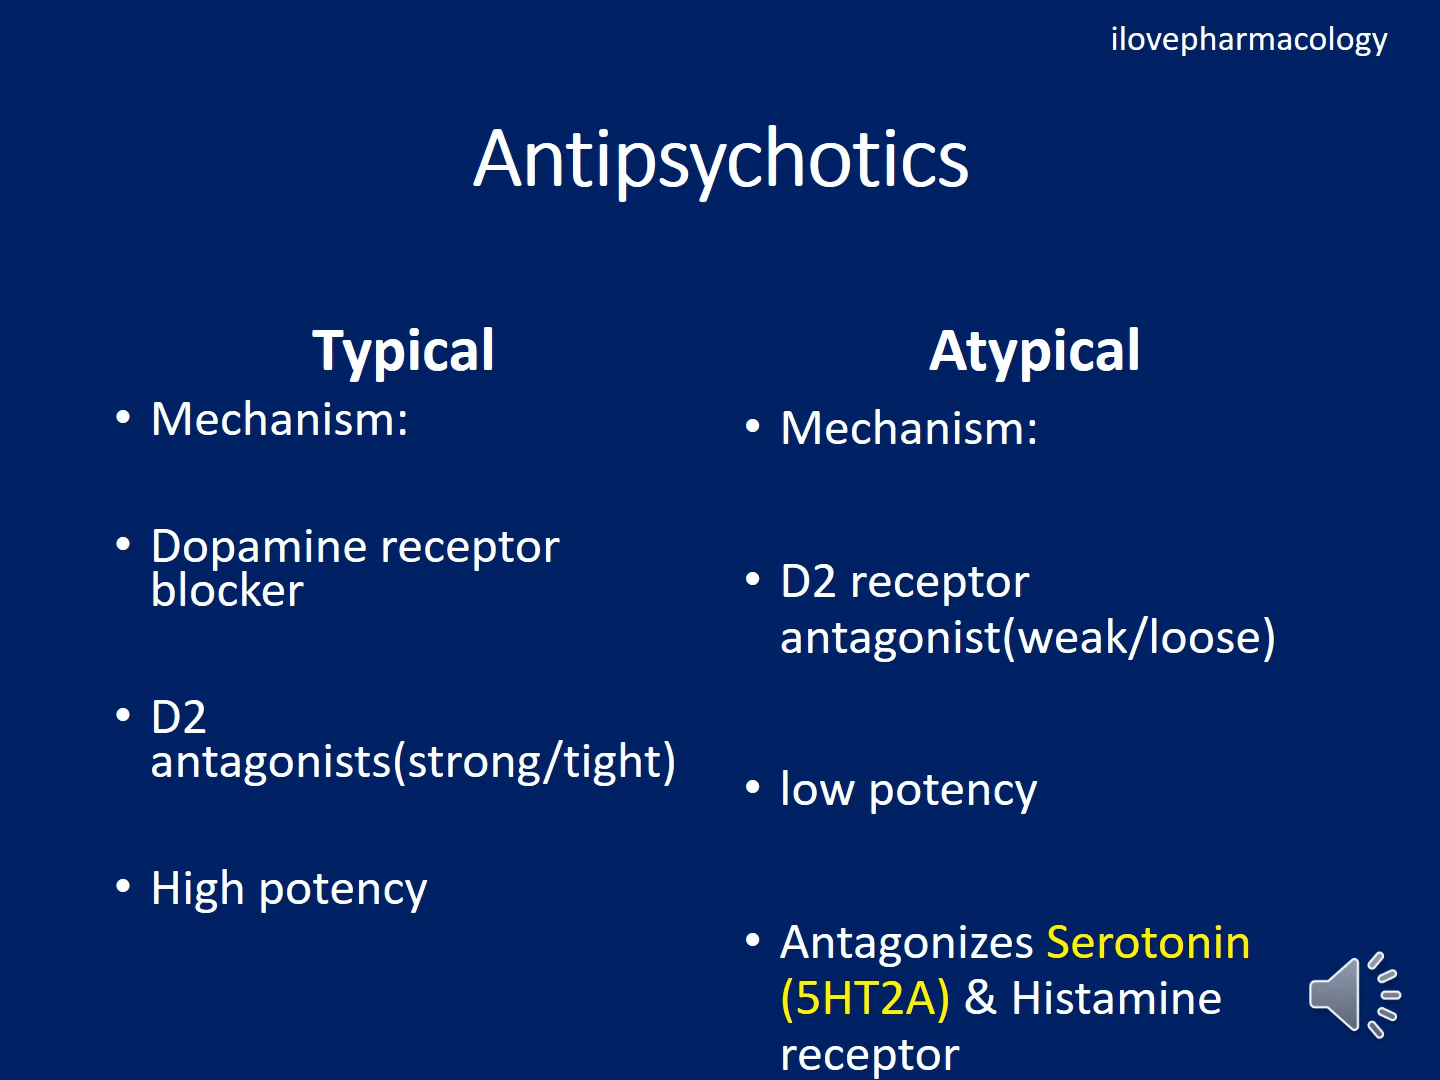 ilovepharmacology
Antipsychotics
Typical
• Mechanism:
• Dopamine receptor
blocker
• D2
antagonists(strong/tight)
• High potency
Atypical
• Mechanism:
• D2 receptor
antagonist(weak/loose)
• low potency
• Antagonizes Serotonin
(5HT2A) & Histamine
receptor